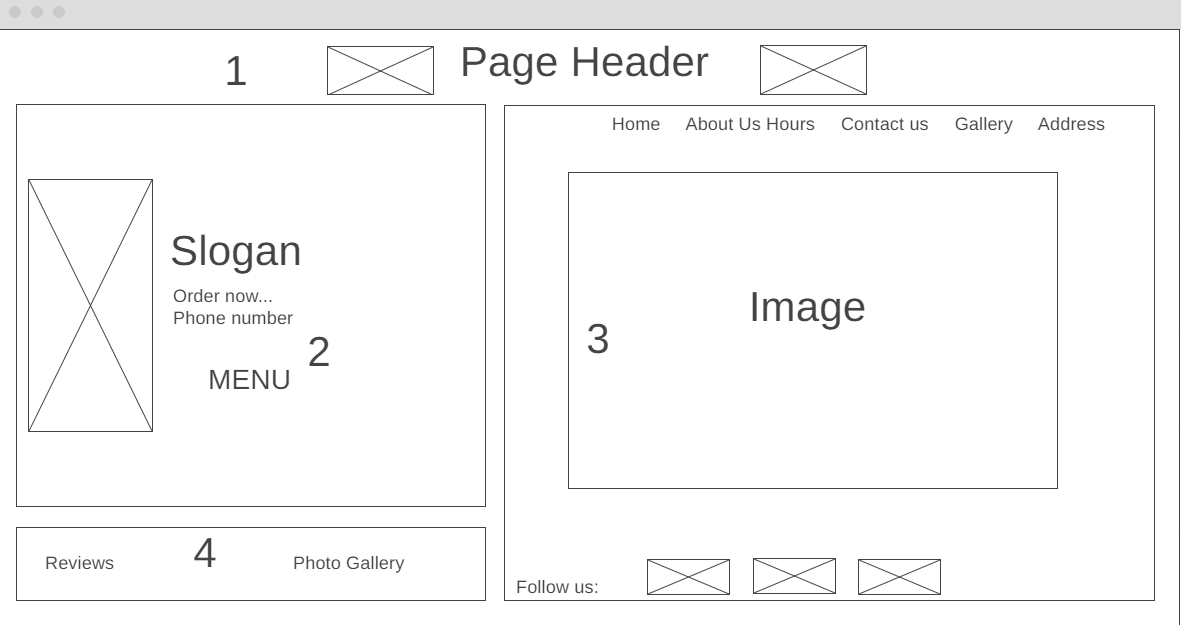 1
Page Header
Home About Us Hours Contact us Gallery Address
Slogan
Order now...
Phone number
2
MENU
Image
3
4
Reviews Photo Gallery
Follow us: